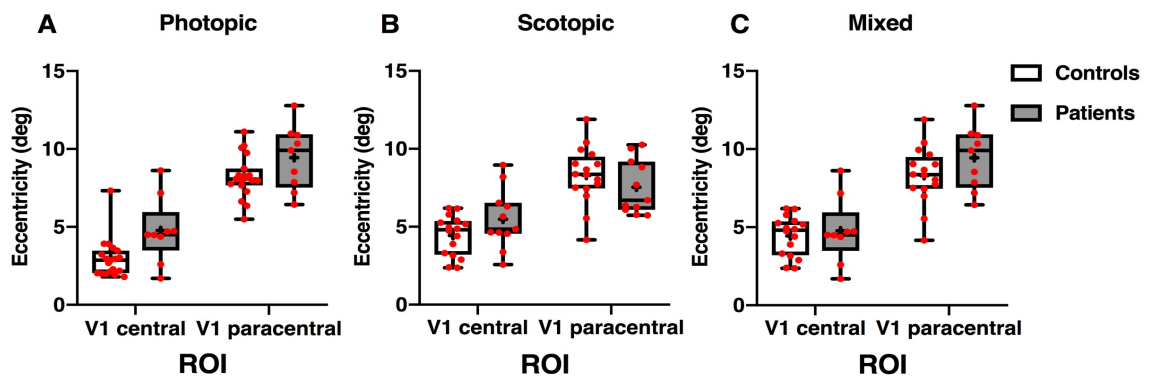 A Photopic
B Scotopic
C Mixed
Eccentricity (deg)
15
10
5
0
V1 central V1 paracentral
ROI
Eccentricity (deg)
15
10
5
0
V1 central V1 paracentral
ROI
Eccentricity (deg)
15
10
5
0
V1 central V1 paracentral
ROI
Controls
Patients